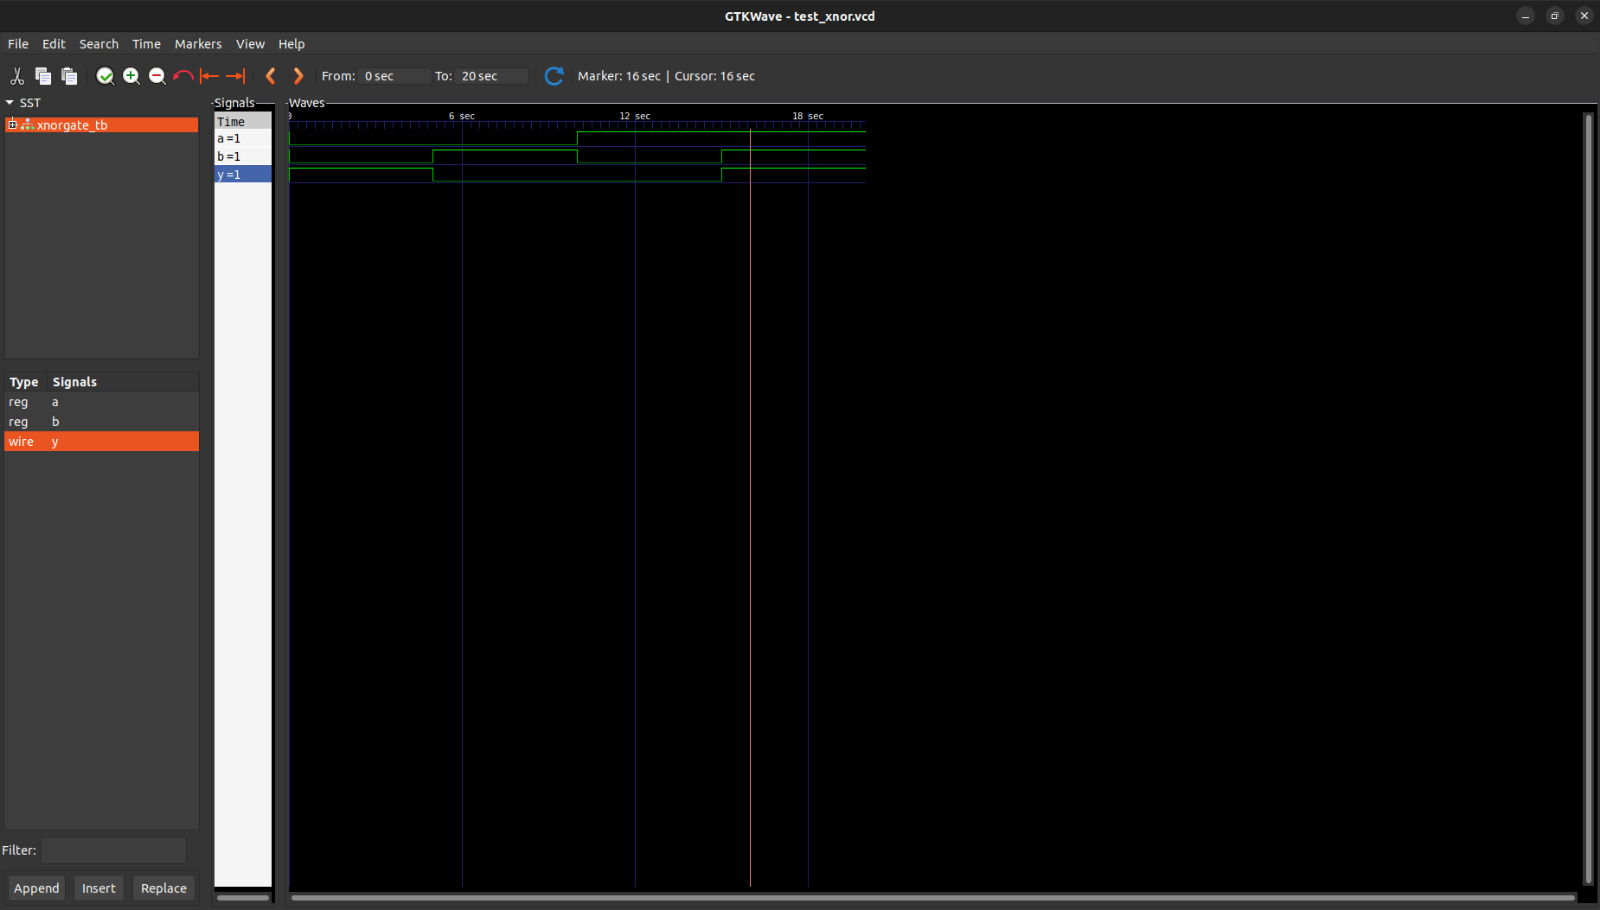 GTKWave - test_xnor.vcd
File Edit Search Time Markers View Help
From: 0 sec To: 20 sec Marker: 16 sec | Cursor: 16 sec
SST
xnorgate_tb
Type Signals
reg a
reg b
wire y
Filter:
Append Insert Replace
Signals
Time
a =1
b =1
y =1
Waves
6 sec 12 sec 18 sec